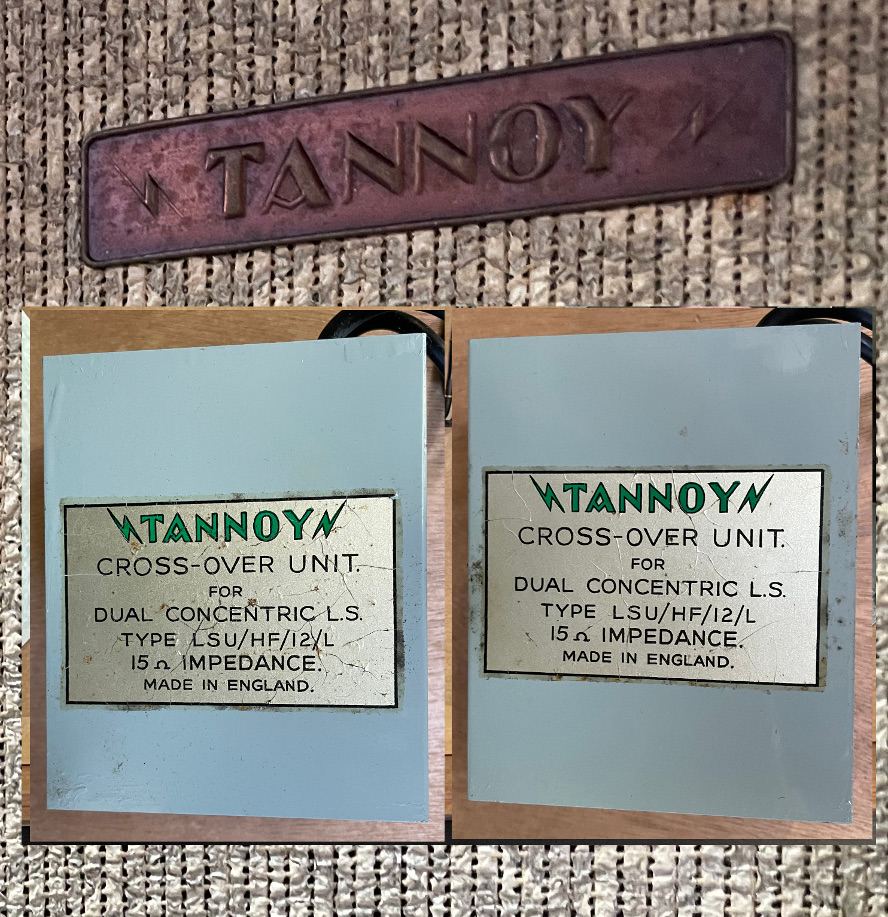 TANNOY
TANNOY
CROSS-OVER UNIT.
FOR
DUAL CONCENTRIC L.S.
TYPE LSU/HF/12/L
15 Ω IMPEDANCE.
MADE IN ENGLAND.
TANNOY
CROSS-OVER UNIT.
FOR
DUAL CONCENTRIC L.S.
TYPE LSU/HF/12/L
15 Ω IMPEDANCE.
MADE IN ENGLAND.